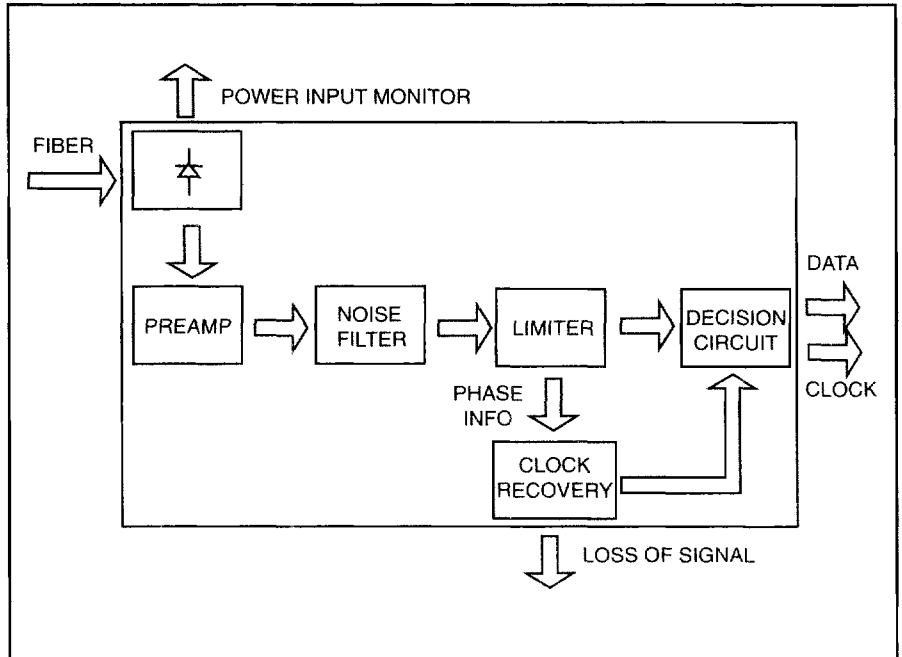 POWER INPUT MONITOR
FIBER
PREAMP
NOISE
FILTER
LIMITER
DECISION
CIRCUIT
DATA
CLOCK
PHASE
INFO
CLOCK
RECOVERY
LOSS OF SIGNAL